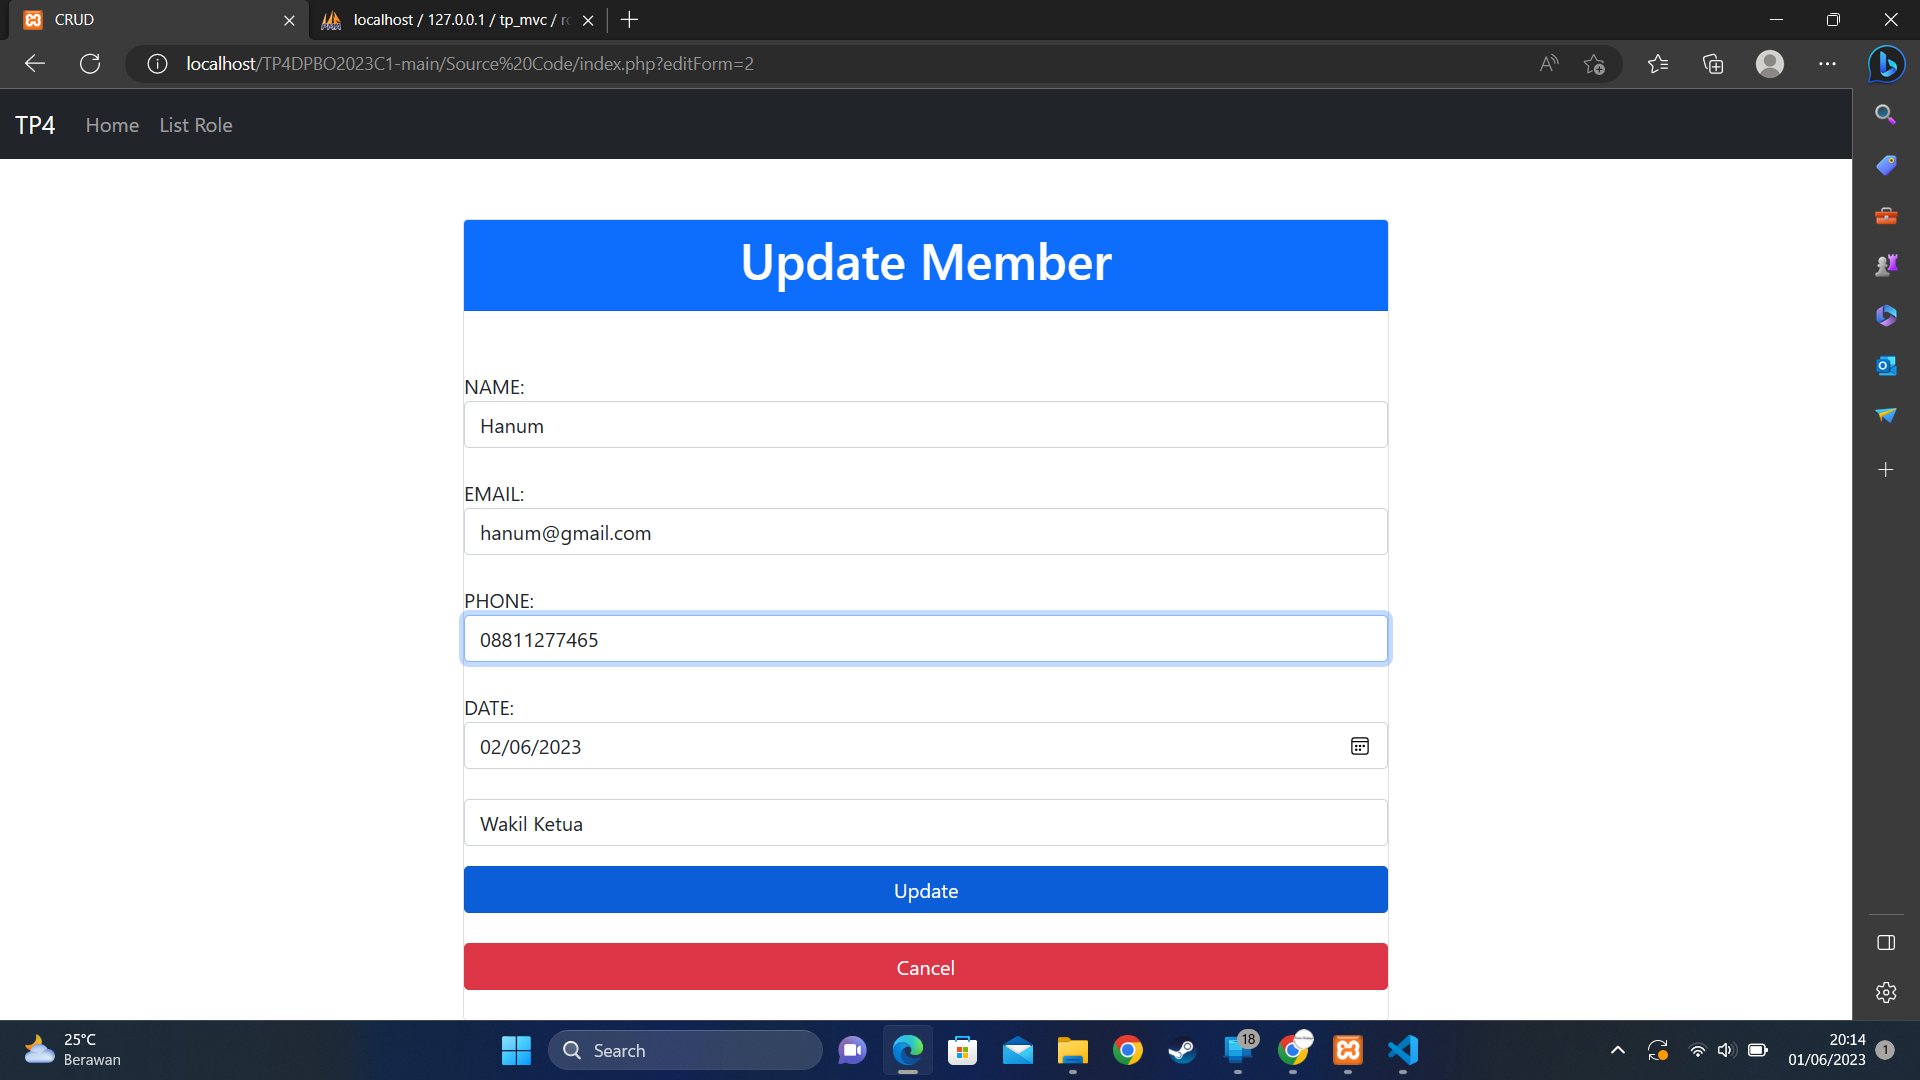 CRUD
localhost / 127.0.0.1 / tp_mvc /
localhost/TP4DPBO2023C1-main/Source%20Code/index.php?editForm=2
TP4 Home List Role
Update Member
NAME:
Hanum
EMAIL:
hanum@gmail.com
PHONE:
08811277465
DATE:
02/06/2023
Wakil Ketua
Update
Cancel
25°C
Berawan
Search
18
20:14
01/06/2023
1